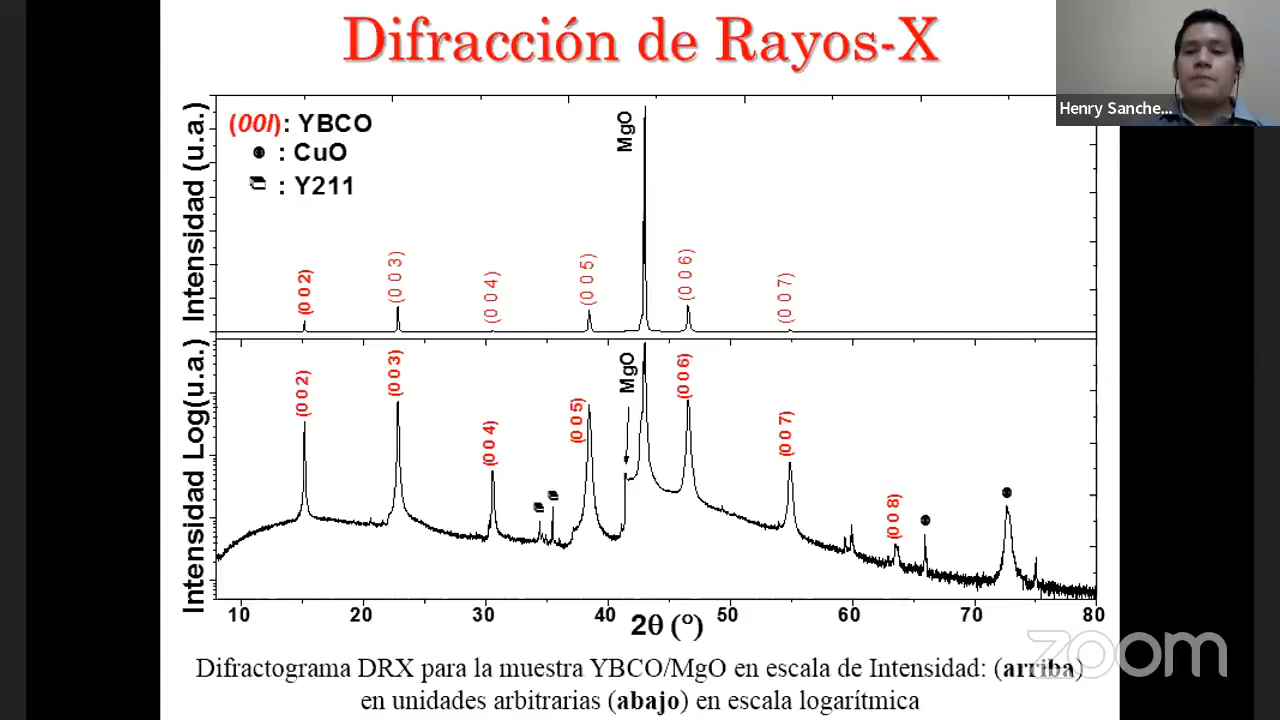 Difracción de Rayos-X
Henry Sanche...
(00l): YBCO
: CuO
: Y211
MgO
Intensidad (u.a.)
(0 0 2)
(0 0 3)
(0 0 4)
(0 0 5)
(0 0 6)
(0 0 7)
Intensidad Log(u.a.)
(0 0 2)
(0 0 3)
(0 0 4)
(0 0 5)
MgO
(0 0 6)
(0 0 7)
(0 0 8)
10 20 30 40 50 60 70 80
2θ (°)
zoom
Difractograma DRX para la muestra YBCO/MgO en escala de Intensidad: (arriba)
en unidades arbitrarias (abajo) en escala logarítmica